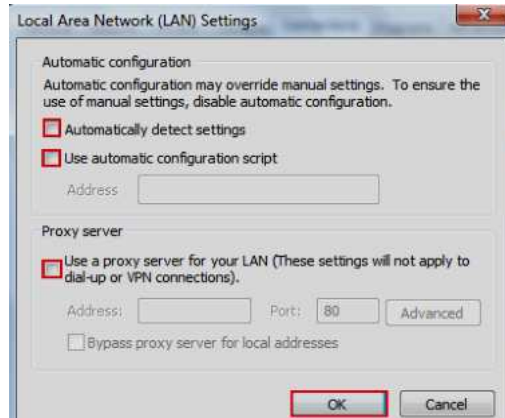 Local Area Network (LAN) Settings
Automatic configuration
Automatic configuration may override manual settings. To ensure the
use of manual settings, disable automatic configuration.
Automatically detect settings
Use automatic configuration script
Address
Proxy server
Use a proxy server for your LAN (These settings will not apply to
dial-up or VPN connections).
Address: Port: 80 Advanced
Bypass proxy server for local addresses
OK Cancel